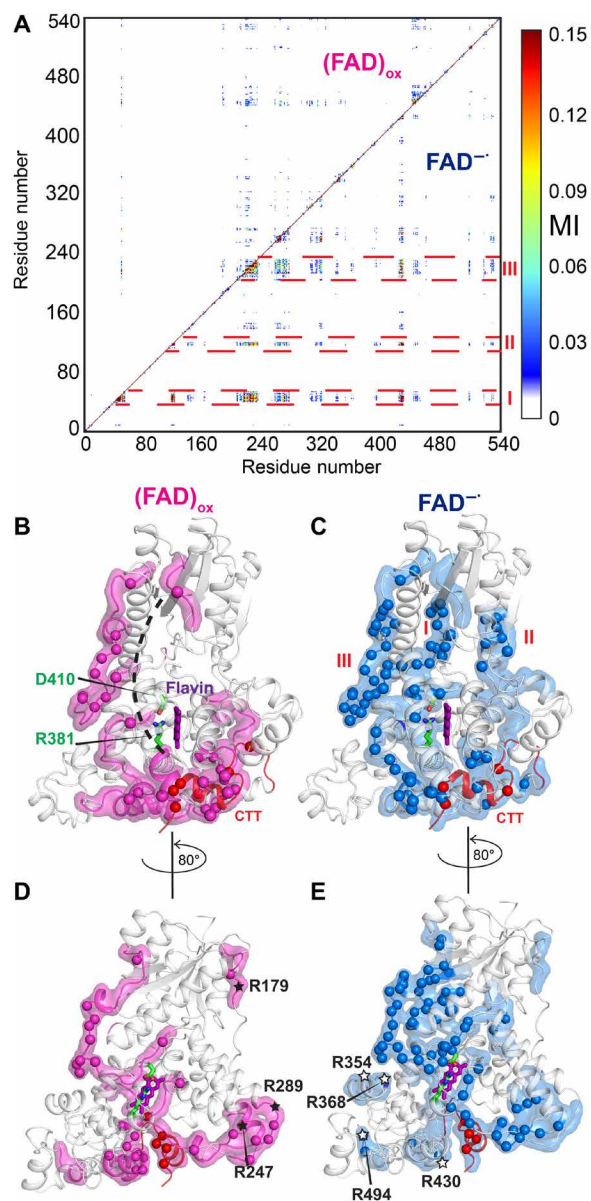 A
540
480
400
320
240
160
80
0
Residue number
(FAD)ox
FAD−·
III
II
I
0 80 160 240 320 400 480 540
Residue number
0.15
0.12
0.09
MI
0.06
0.03
0
(FAD)ox
FAD−·
B
D410
Flavin
R381
CTT
80°
C
I
II
III
CTT
80°
D
R179
R289
R247
E
R354
R368
R494
R430